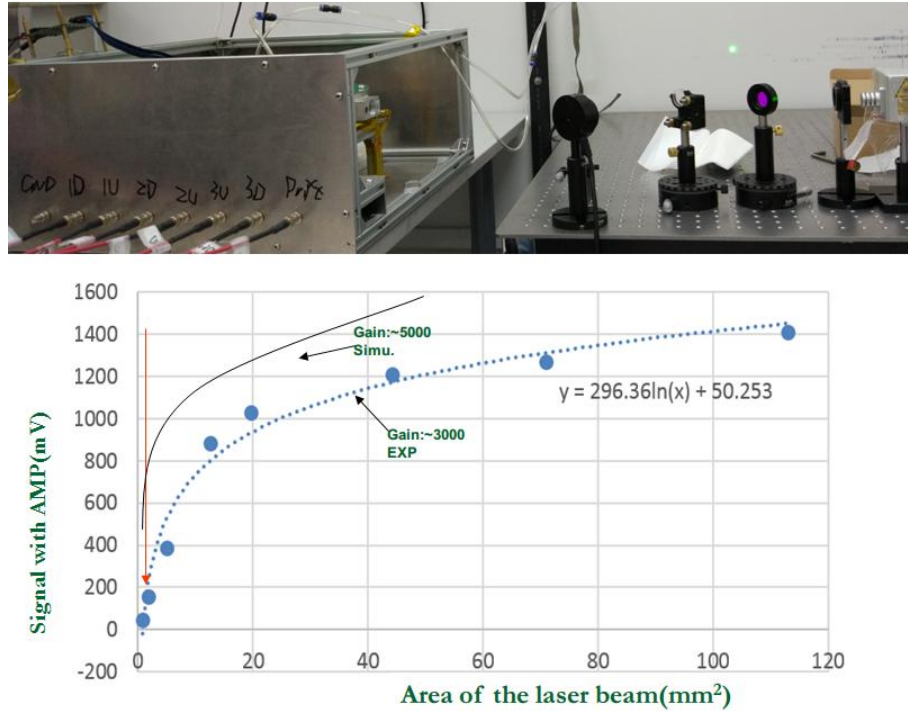 GND 1D 1U 2D 2U 3U 3D Drift
1600
1400
1200
1000
800
600
400
200
0
-200
Signal with AMP(mV)
Gain:~5000
Simu.
y = 296.36ln(x) + 50.253
Gain:~3000
EXP
0 20 40 60 80 100 120
Area of the laser beam(mm²)